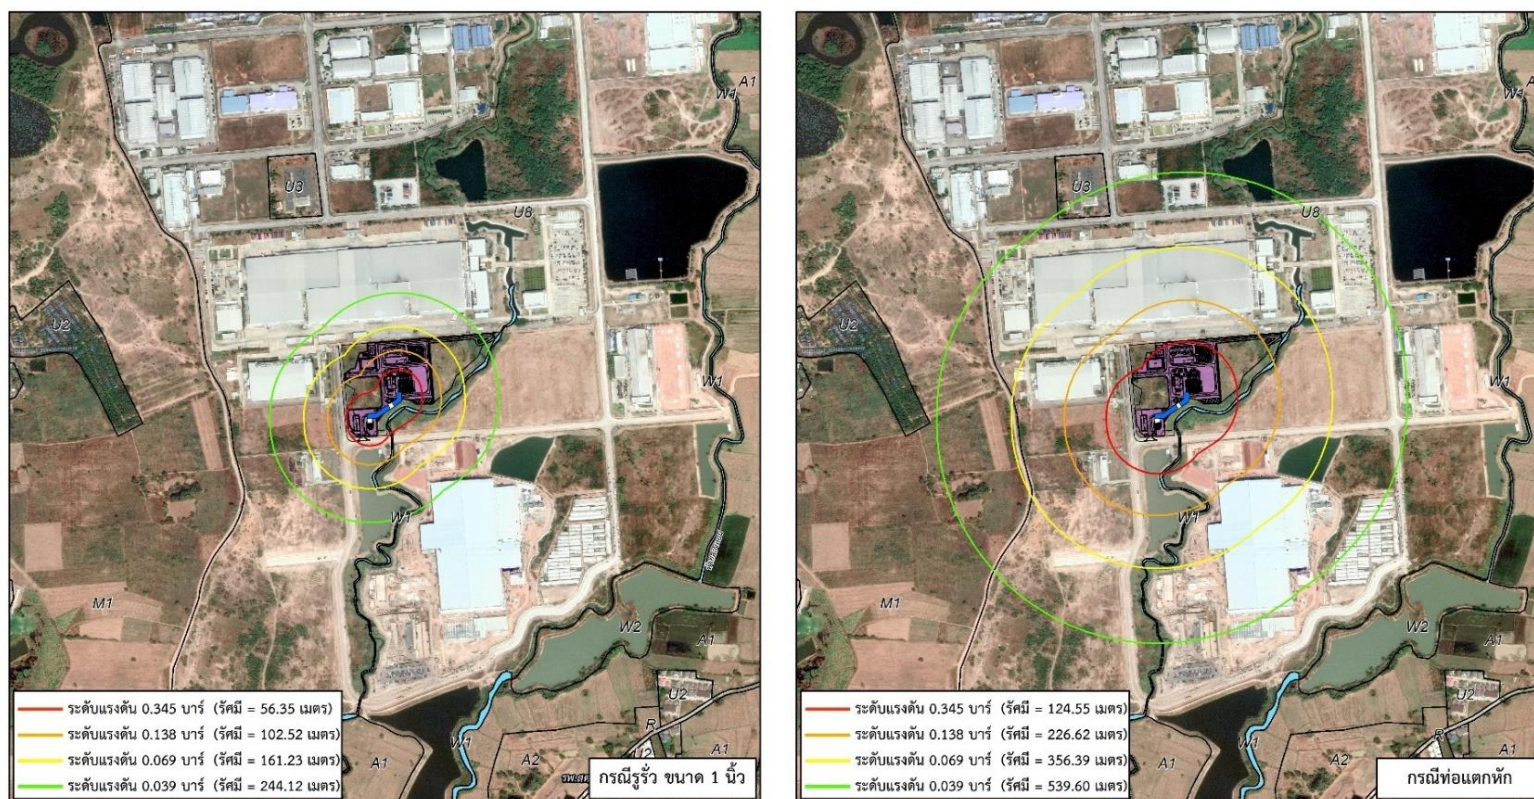 A1
W1
U3
U8
U2
W1
W1
M1
W2
A1
U2
R
W1
A1
A2
U2
A1
ระดับแรงดัน 0.345 บาร์ (รัศมี = 56.35 เมตร)
ระดับแรงดัน 0.138 บาร์ (รัศมี = 102.52 เมตร)
ระดับแรงดัน 0.069 บาร์ (รัศมี = 161.23 เมตร)
ระดับแรงดัน 0.039 บาร์ (รัศมี = 244.12 เมตร)
กรณีรูรั่ว ขนาด 1 นิ้ว
A1
W1
U3
U8
U2
W1
W1
M1
W2
A1
U2
R
W1
A1
A2
A1
ระดับแรงดัน 0.345 บาร์ (รัศมี = 124.55 เมตร)
ระดับแรงดัน 0.138 บาร์ (รัศมี = 226.62 เมตร)
ระดับแรงดัน 0.069 บาร์ (รัศมี = 356.39 เมตร)
ระดับแรงดัน 0.039 บาร์ (รัศมี = 539.60 เมตร)
กรณีท่อแตกหัก